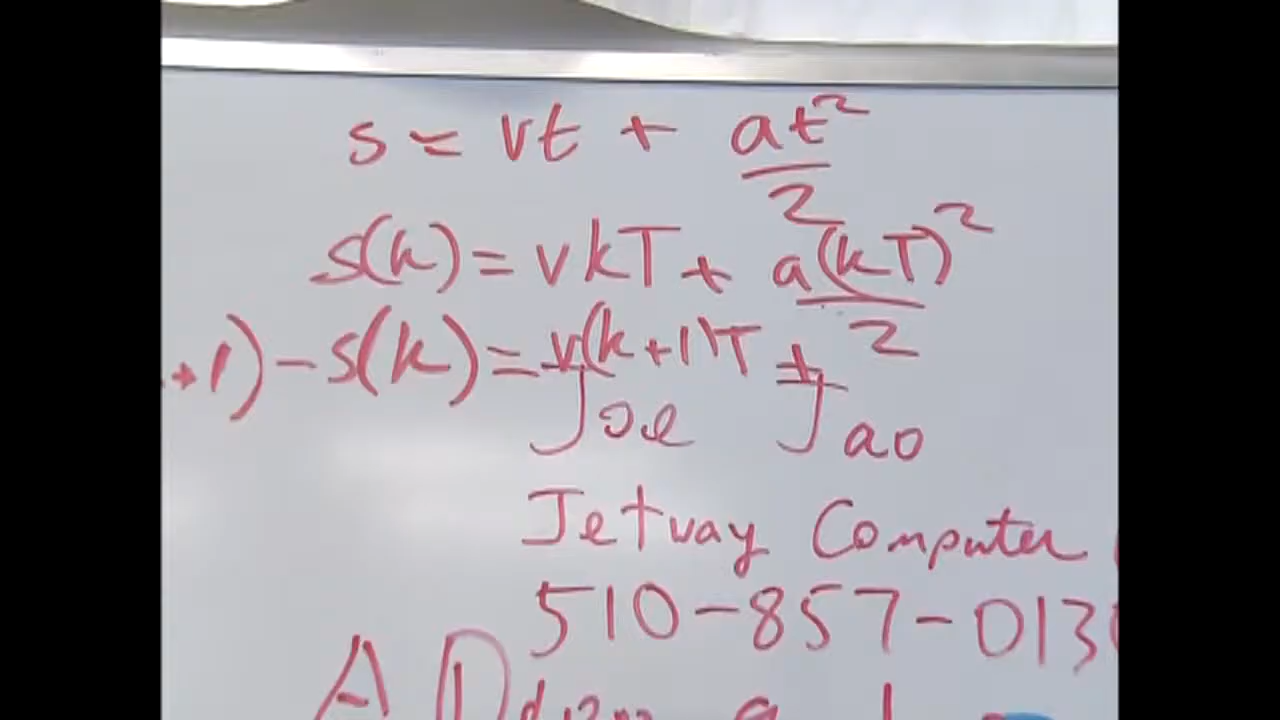 s = vt + at²/2
s(k) = vkT + a(kT)²/2
+1) - s(k) = v(k+1)T +
Joe Jao
Jetway Computer
510-857-013
A D